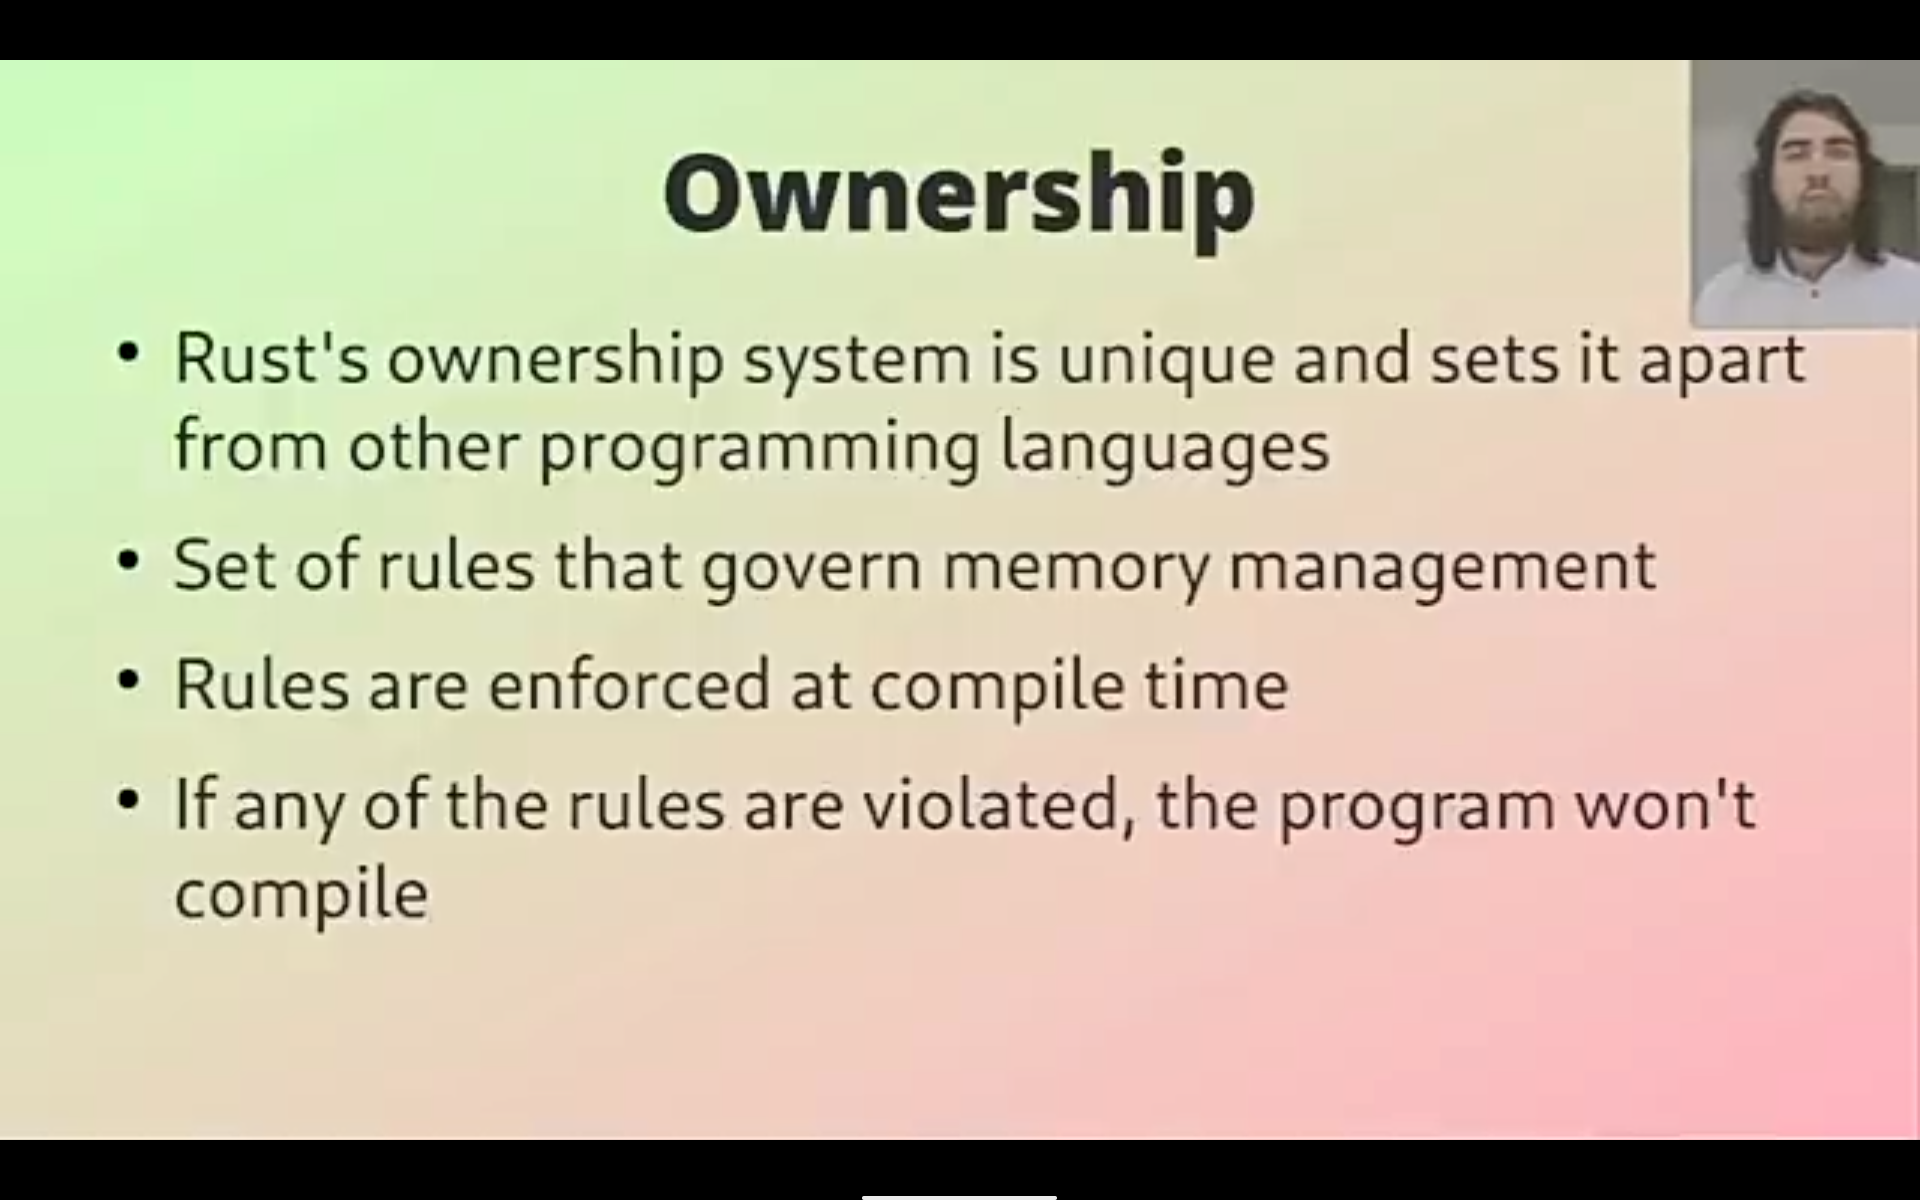 Ownership
• Rust's ownership system is unique and sets it apart
from other programming languages
• Set of rules that govern memory management
• Rules are enforced at compile time
• If any of the rules are violated, the program won't
compile